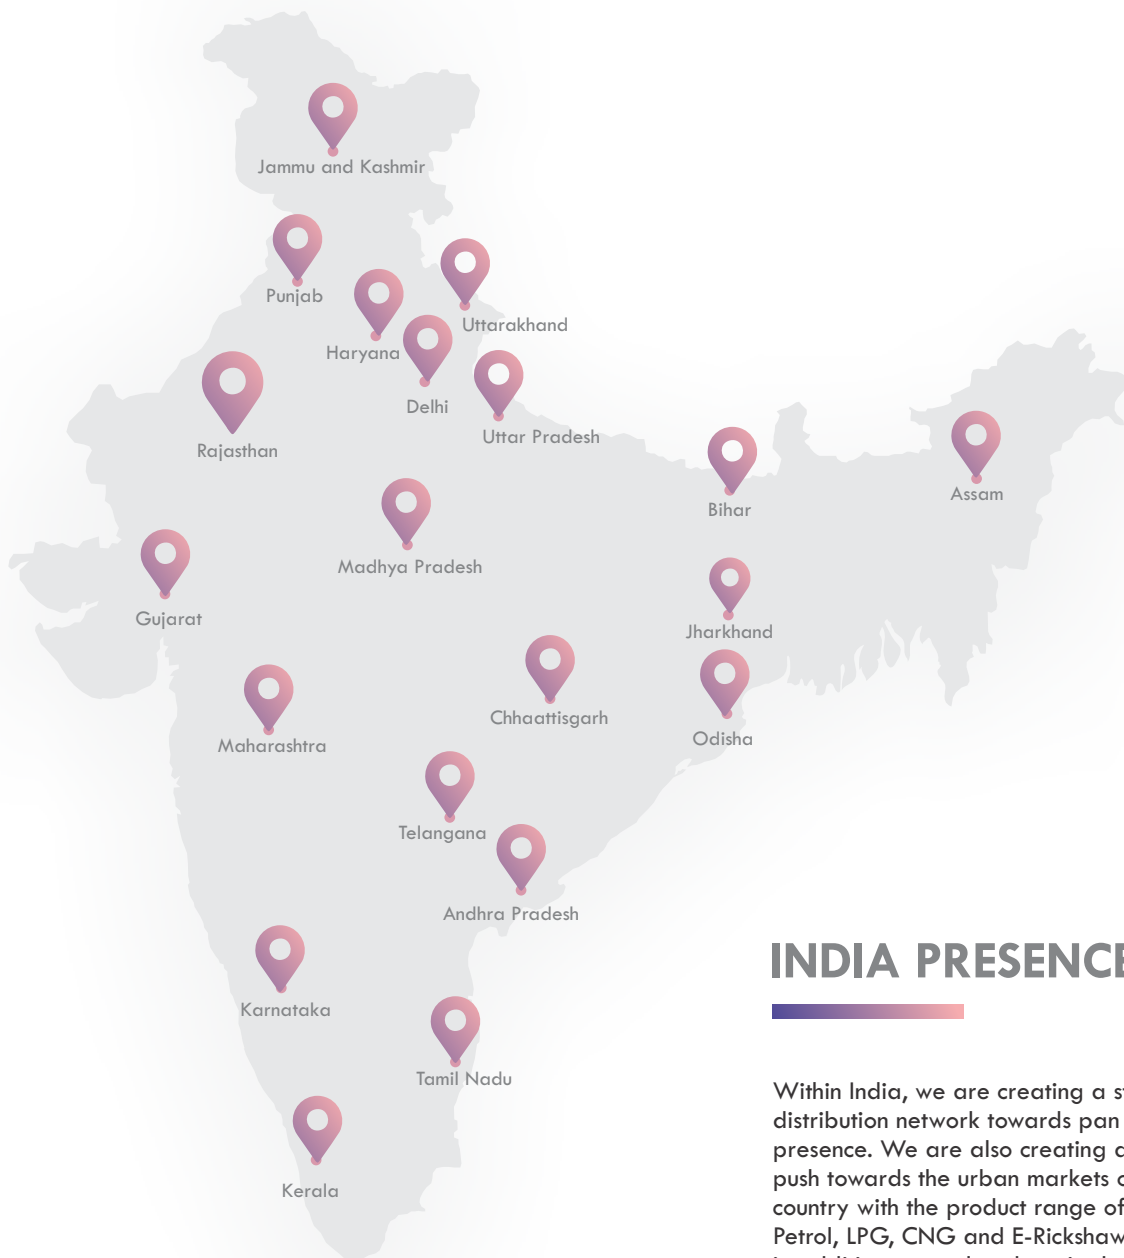 Jammu and Kashmir
Punjab
Uttarakhand
Haryana
Delhi
Uttar Pradesh
Rajasthan
Bihar
Assam
Madhya Pradesh
Gujarat
Jharkhand
Chhaattisgarh
Odisha
Maharashtra
Telangana
Andhra Pradesh
Karnataka
Tamil Nadu
Kerala
INDIA PRESENCE
Within India, we are creating a
distribution network towards pan
presence. We are also creating
push towards the urban markets
country with the product range of
Petrol, LPG, CNG and E-Rickshaw